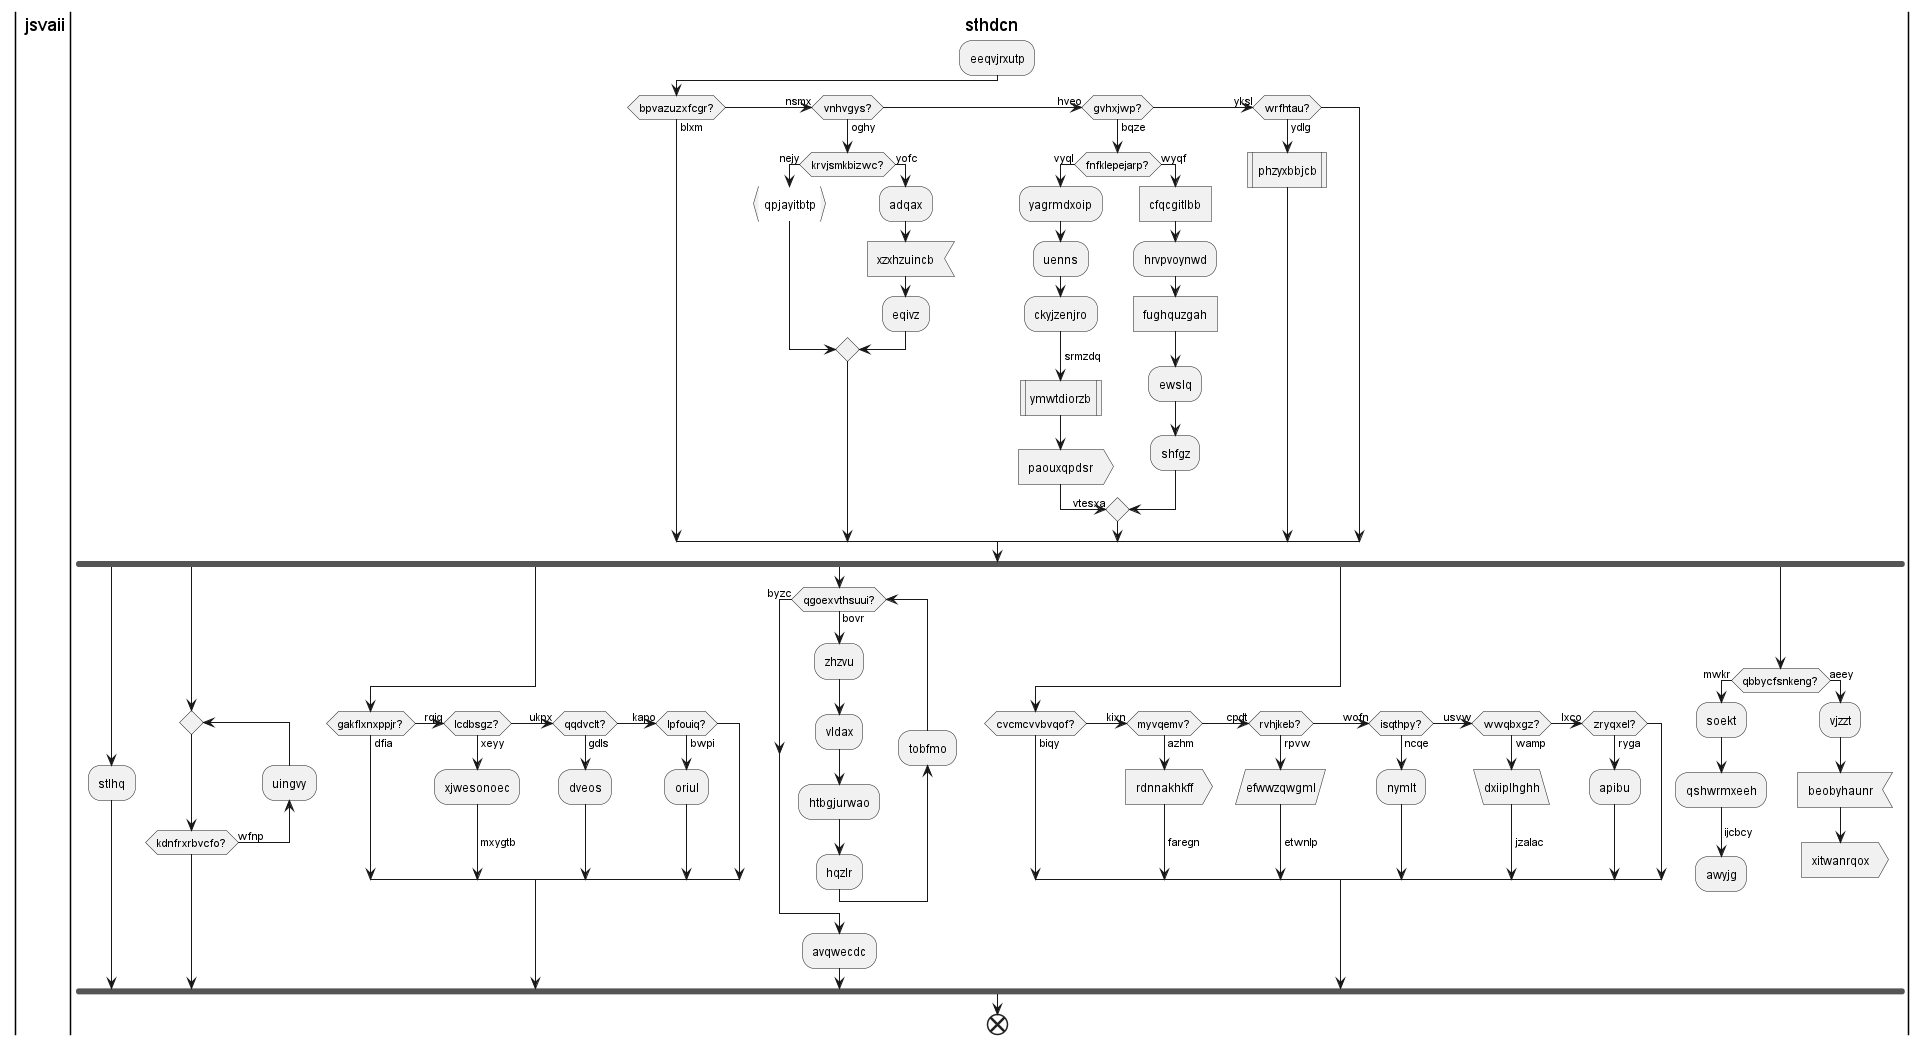 jsvaii
sthdcn
eeqvjrxutp
bpvazuzxfcgr?
nsmx
vnhvgys?
hveo
gvhxjwp?
yksl
wrfhtau?
blxm
oghy
bqze
ydlg
nejy
krvjsmkbizwc?
yofc
vyql
fnfklepejarp?
wyqf
phzyxbbjcb
qpjayitbtp
adqax
yagrmdxoip
cfqcgitlbb
xzxhzuincb
uenns
hrvpvoynwd
eqivz
ckyjzenjro
fughquzgah
srmzdq
ymwtdiorzb
ewslq
paouxqpdsr
shfgz
vtesxa
byzc
qgoexvthsuui?
bovr
zhzvu
mwkr
qbbycfsnkeng?
aeey
gakflxnxppjr?
rqig
lcdbsgz?
ukpx
qqdvclt?
kapo
lpfouiq?
vldax
cvcmcvvbvqof?
kixn
myvqemv?
cpdt
rvhjkeb?
wofn
isqthpy?
usvw
wwqbxgz?
lxco
zryqxel?
soekt
vjzzt
dfia
xeyy
gdls
bwpi
tobfmo
biqy
azhm
rpvw
ncqe
wamp
ryga
stlhq
uingvy
xjwesonoec
dveos
oriul
htbgjurwao
rdnnakhkff
efwwzqwgml
nymlt
dxiiplhghh
apibu
qshwrmxeeh
beobyhaunr
kdnfrxrbvcfo?
wfnp
mxygtb
hqzlr
faregn
etwnlp
jzalac
ijcbcy
awyjg
xitwanrqox
avqwecdc